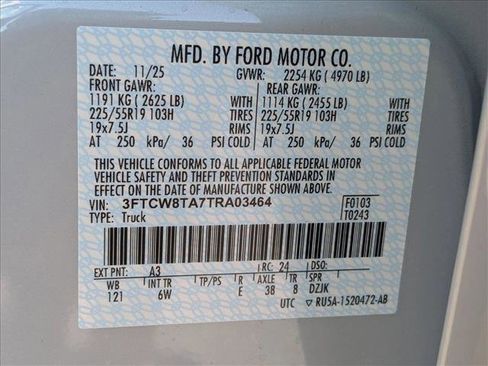 MFD. BY FORD MOTOR CO.
DATE: 11/25 GVWR: 2254 KG ( 4970 LB)
FRONT GAWR: REAR GAWR:
1191 KG ( 2625 LB) WITH 1114 KG ( 2455 LB) WITH
225/55R19 103H TIRES 225/55R19 103H TIRES
19x7.5J RIMS 19x7.5J RIMS
AT 250 kPa/ 36 PSI COLD AT 250 kPa/ 36 PSI COLD
THIS VEHICLE CONFORMS TO ALL APPLICABLE FEDERAL MOTOR
VEHICLE SAFETY AND THEFT PREVENTION STANDARDS IN
EFFECT ON THE DATE OF MANUFACTURE SHOWN ABOVE.
VIN: 3FTCW8TA7TRA03464 F0103
TYPE: Truck T0243
EXT PNT: A3 RC: 24 DSO:
WB INT TR TP/PS R AXLE TR SPR
121 6W E 38 8 DZJK
UTC ▽ RU5A-1520472-AB